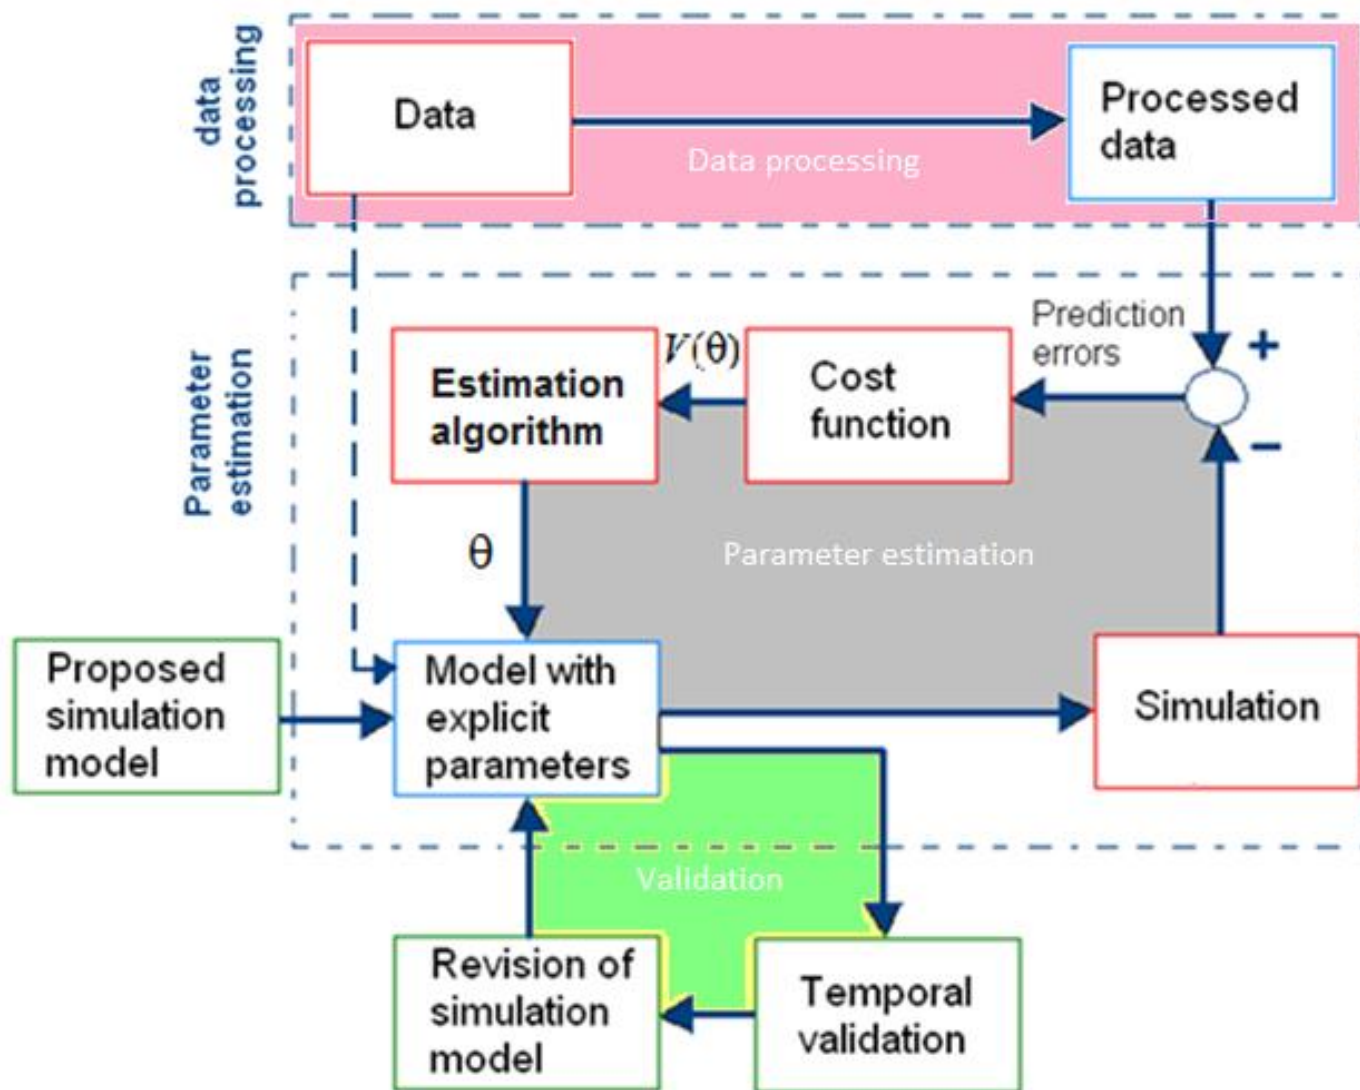 data
processing
Data
Processed
data
Data processing
Parameter
estimation
Prediction
errors
+
−
V(θ)
Estimation
algorithm
Cost
function
θ
Parameter estimation
Proposed
simulation
model
Model with
explicit
parameters
Simulation
Validation
Revision of
simulation
model
Temporal
validation